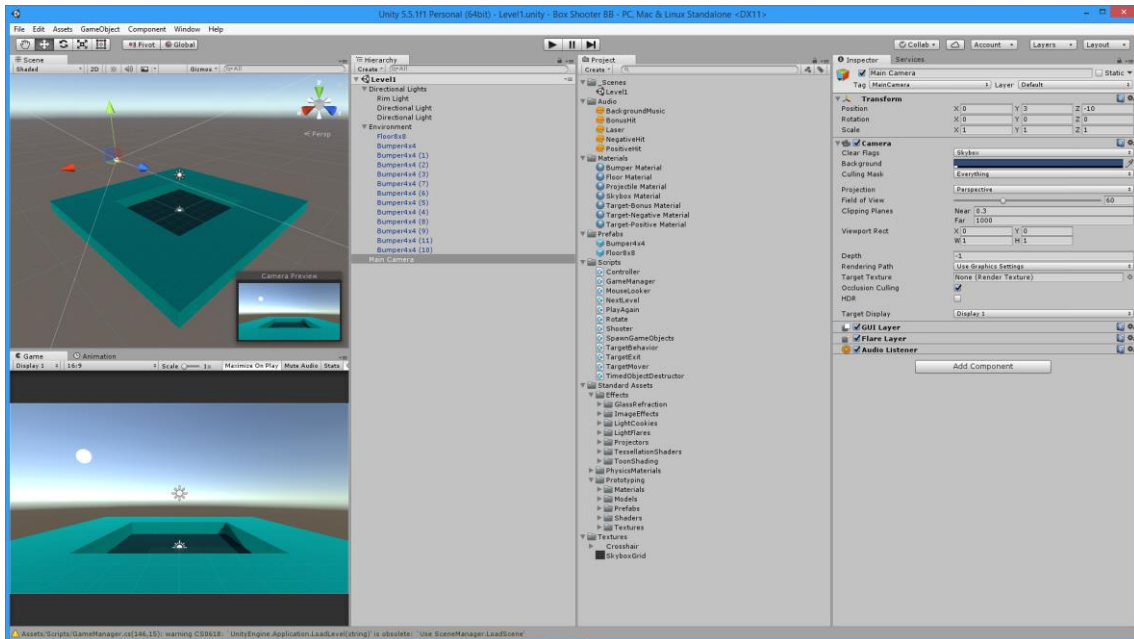 Unity 5.5.1f1 Personal (64bit) - Level1.unity - Box Shooter BB - PC, Mac & Linux Standalone <DX11>
File Edit Assets GameObject Component Window Help
Pivot Global
Collab Account Layers Layout
Scene
Shaded 2D Gizmos All
Persp
Camera Preview
Game Animation
Display 1 16:9 Scale 1x Maximize On Play Mute Audio Stats
Hierarchy
Create All
Level1
Directional Lights
Rim Light
Directional Light
Directional Light
Environment
Floor8x8
Bumper4x4
Bumper4x4 (1)
Bumper4x4 (2)
Bumper4x4 (3)
Bumper4x4 (7)
Bumper4x4 (6)
Bumper4x4 (5)
Bumper4x4 (4)
Bumper4x4 (8)
Bumper4x4 (9)
Bumper4x4 (11)
Bumper4x4 (10)
Main Camera
Project
Create
_Scenes
Level1
Audio
BackgroundMusic
BonusHit
Laser
NegativeHit
PositiveHit
Materials
Bumper Material
Floor Material
Projectile Material
Skybox Material
Target-Bonus Material
Target-Negative Material
Target-Positive Material
Prefabs
Bumper4x4
Floor8x8
Scripts
Controller
GameManager
MouseLooker
NextLevel
PlayAgain
Rotate
Shooter
SpawnGameObjects
TargetBehavior
TargetExit
TargetMover
TimedObjectDestructor
Standard Assets
Effects
GlassRefraction
ImageEffects
LightCookies
LightFlares
Projectors
TessellationShaders
ToonShading
PhysicsMaterials
Prototyping
Materials
Models
Prefabs
Shaders
Textures
Textures
Crosshair
SkyboxGrid
Inspector Services
Main Camera Static
Tag MainCamera Layer Default
Transform
Position X 0 Y 3 Z -10
Rotation X 0 Y 0 Z 0
Scale X 1 Y 1 Z 1
Camera
Clear Flags Skybox
Background
Culling Mask Everything
Projection Perspective
Field of View 60
Clipping Planes Near 0.3
Far 1000
Viewport Rect X 0 Y 0
W 1 H 1
Depth -1
Rendering Path Use Graphics Settings
Target Texture None (Render Texture)
Occlusion Culling
HDR
Target Display Display 1
GUI Layer
Flare Layer
Audio Listener
Add Component
Assets/Scripts/GameManager.cs(146,15): warning CS0618: `UnityEngine.Application.LoadLevel(string)' is obsolete: `Use SceneManager.LoadScene'